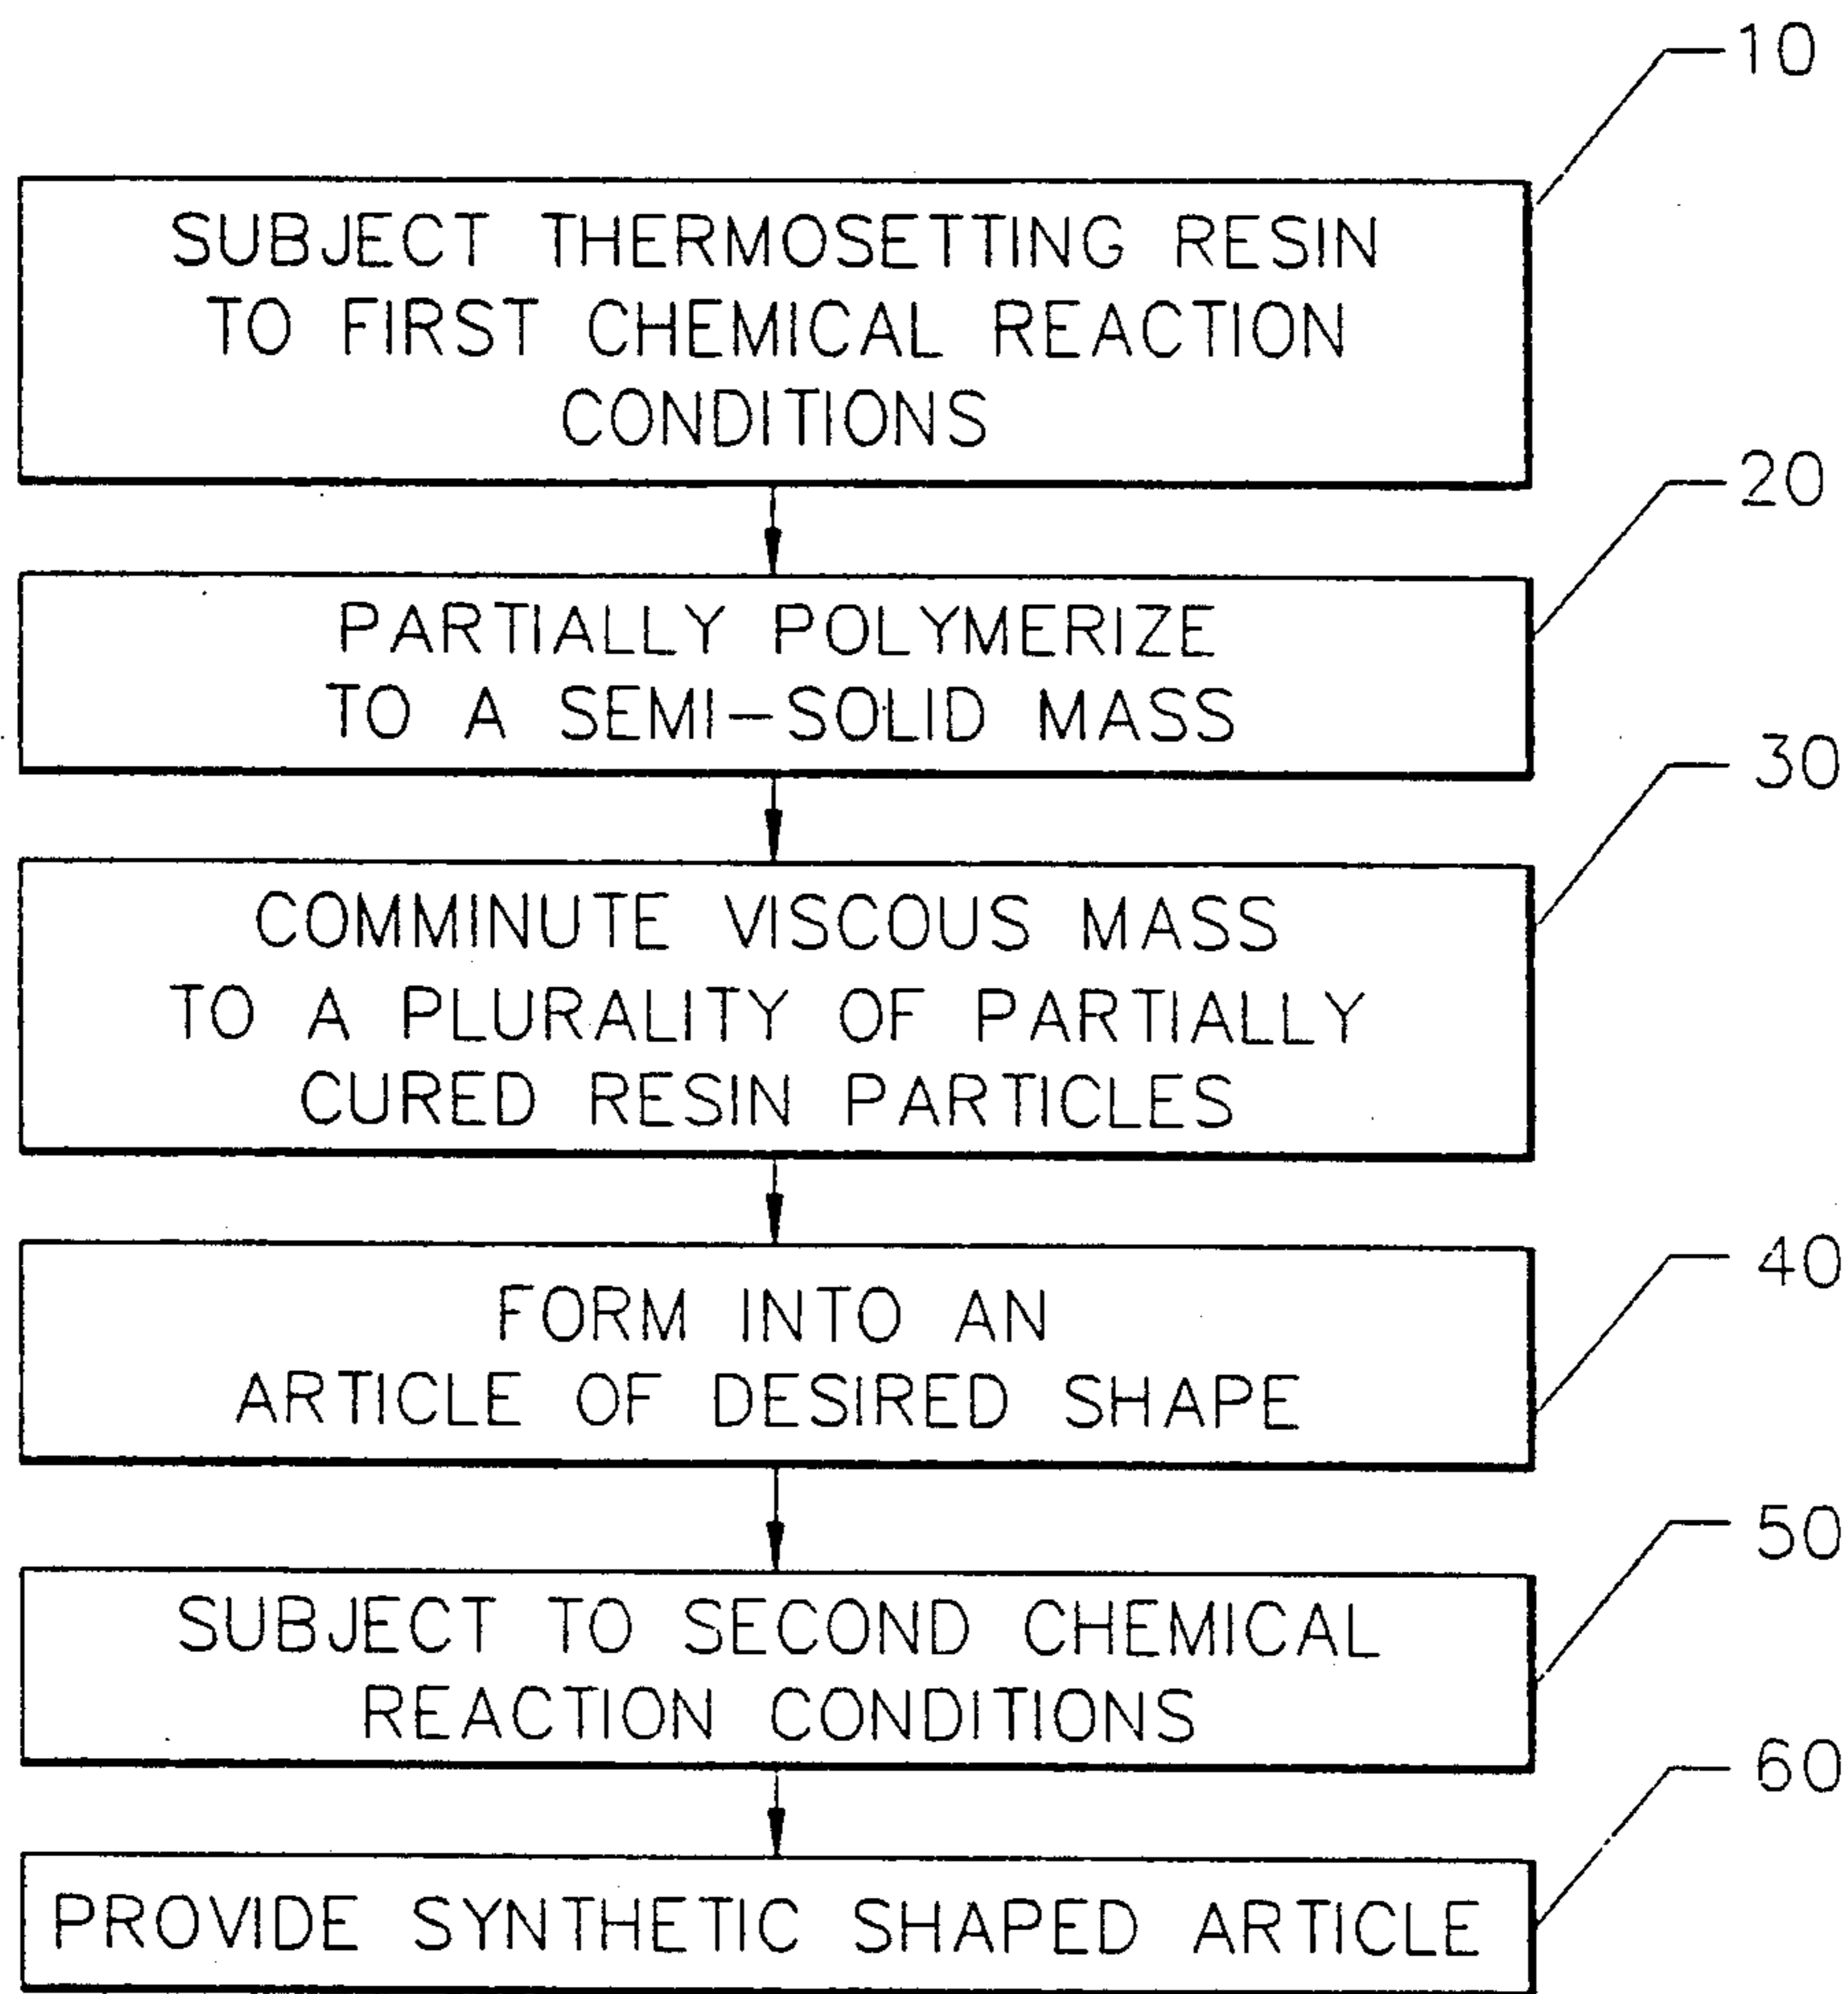 10
SUBJECT THERMOSETTING RESIN
TO FIRST CHEMICAL REACTION
CONDITIONS
20
PARTIALLY POLYMERIZE
TO A SEMI-SOLID MASS
30
COMMINUTE VISCOUS MASS
TO A PLURALITY OF PARTIALLY
CURED RESIN PARTICLES
40
FORM INTO AN
ARTICLE OF DESIRED SHAPE
50
SUBJECT TO SECOND CHEMICAL
REACTION CONDITIONS
60
PROVIDE SYNTHETIC SHAPED ARTICLE